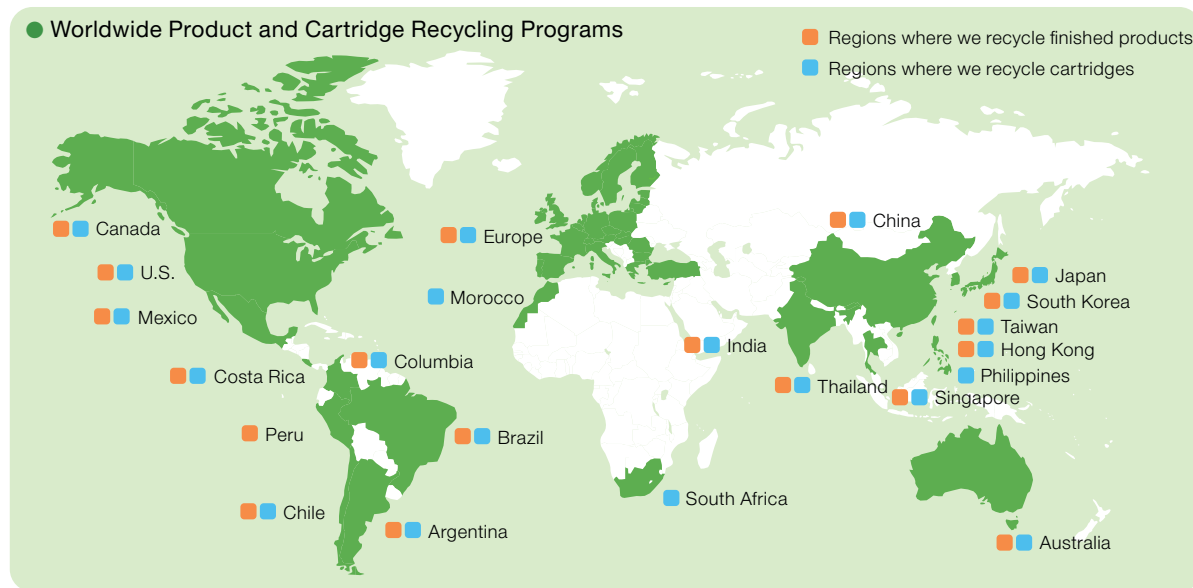 Worldwide Product and Cartridge Recycling Programs
Regions where we recycle finished products
Regions where we recycle cartridges
Canada
U.S.
Mexico
Costa Rica
Columbia
Peru
Brazil
Chile
Argentina
Europe
Morocco
South Africa
China
India
Japan
South Korea
Taiwan
Hong Kong
Philippines
Thailand
Singapore
Australia